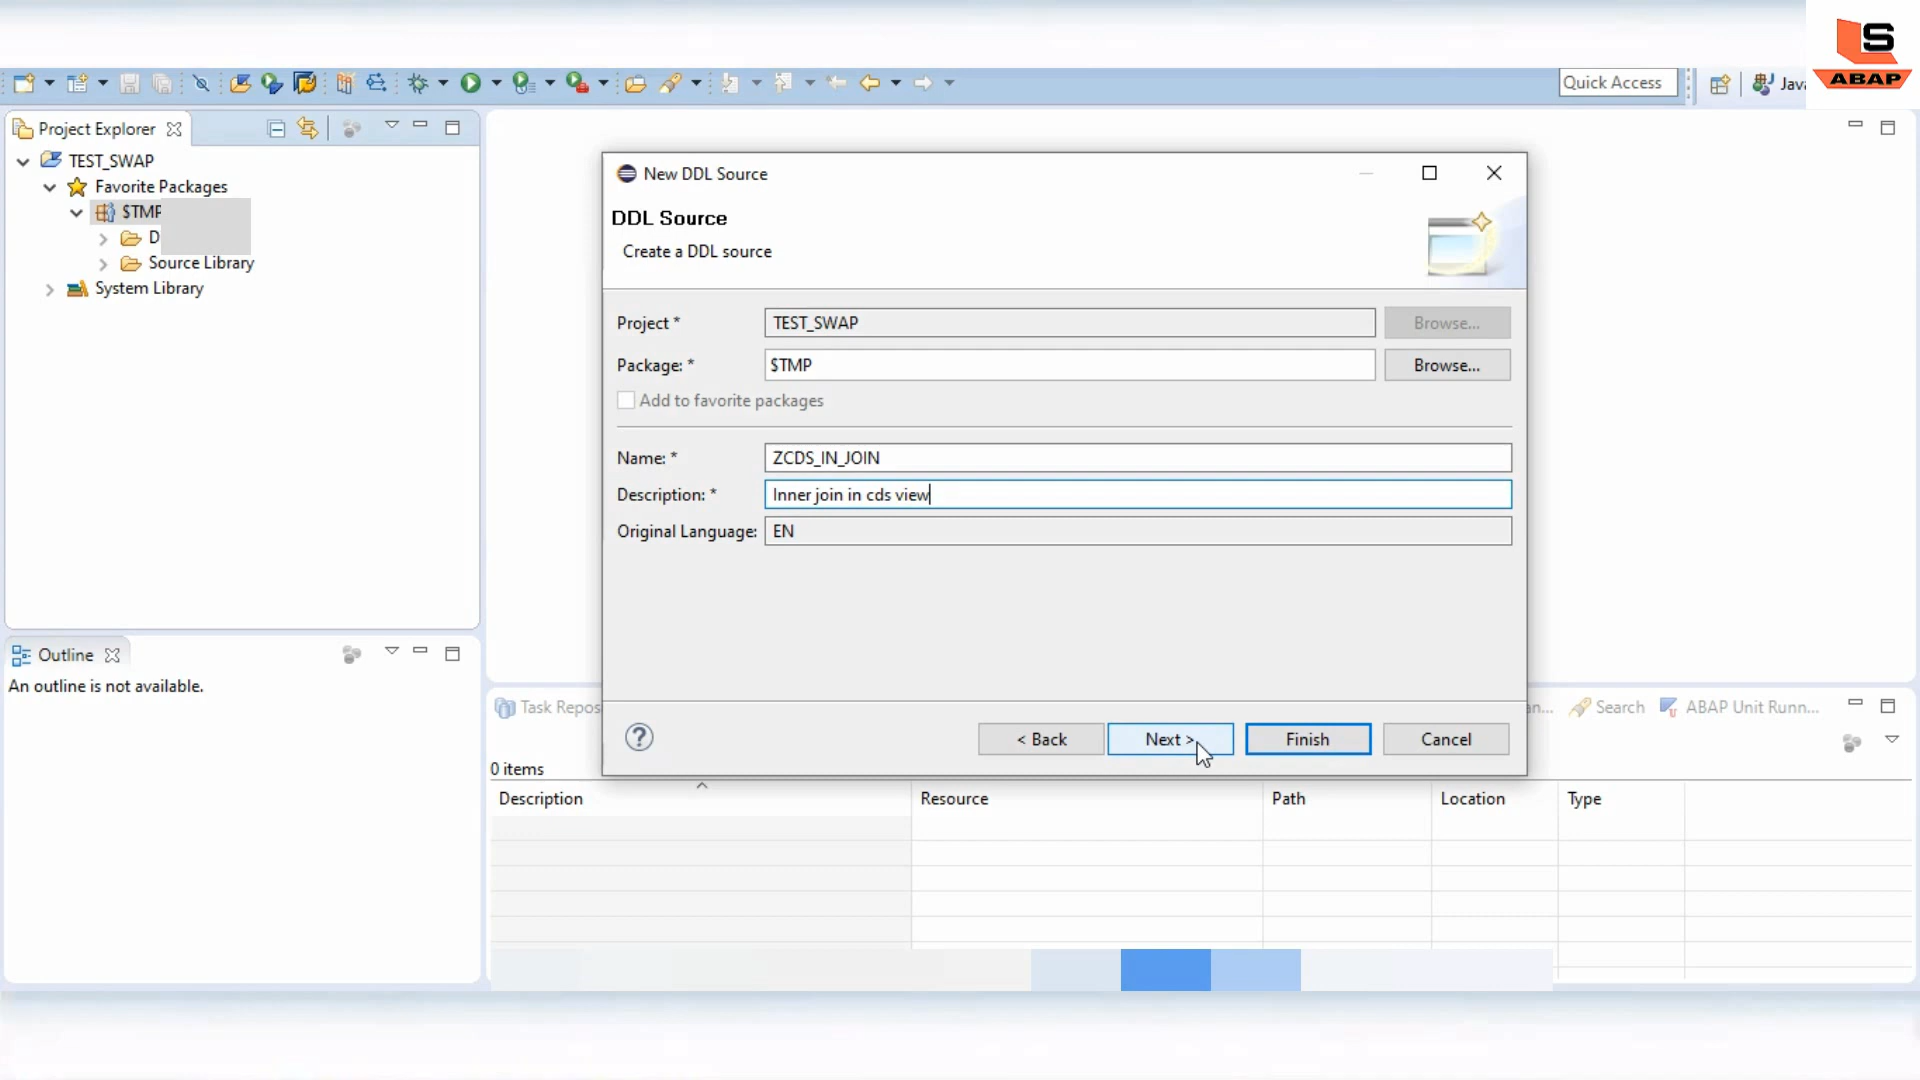 S
ABAP
Quick Access
Java
Project Explorer
TEST_SWAP
Favorite Packages
$TMP
D
Source Library
System Library
New DDL Source
DDL Source
Create a DDL source
Project *
TEST_SWAP
Browse...
Package: *
$TMP
Browse...
Add to favorite packages
Name: *
ZCDS_IN_JOIN
Description: *
Inner join in cds view
Original Language:
EN
< Back
Next >
Finish
Cancel
Outline
An outline is not available.
Task Repos
an...
Search
ABAP Unit Runn...
0 items
Description
Resource
Path
Location
Type